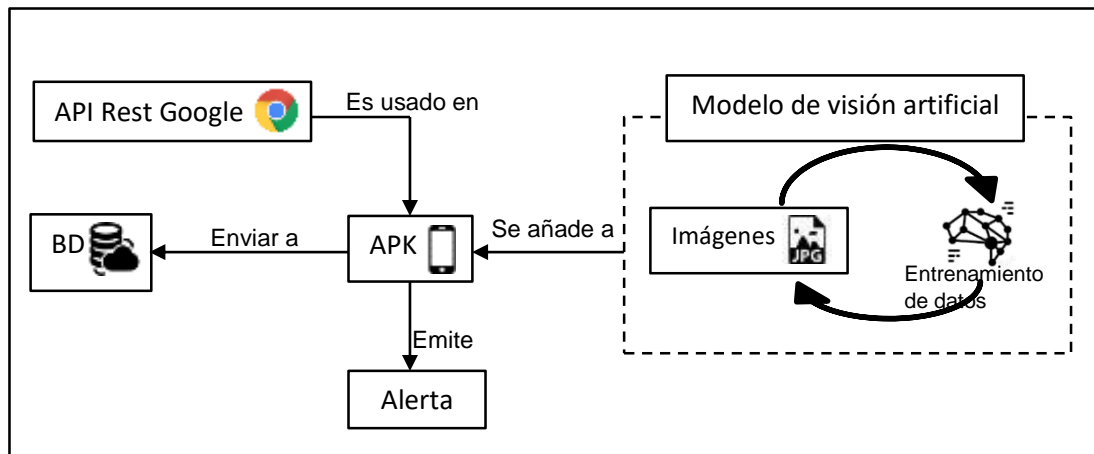 API Rest Google
Es usado en
Modelo de visión artificial
BD
Enviar a
APK
Se añade a
Imágenes
JPG
Entrenamiento
de datos
Emite
Alerta